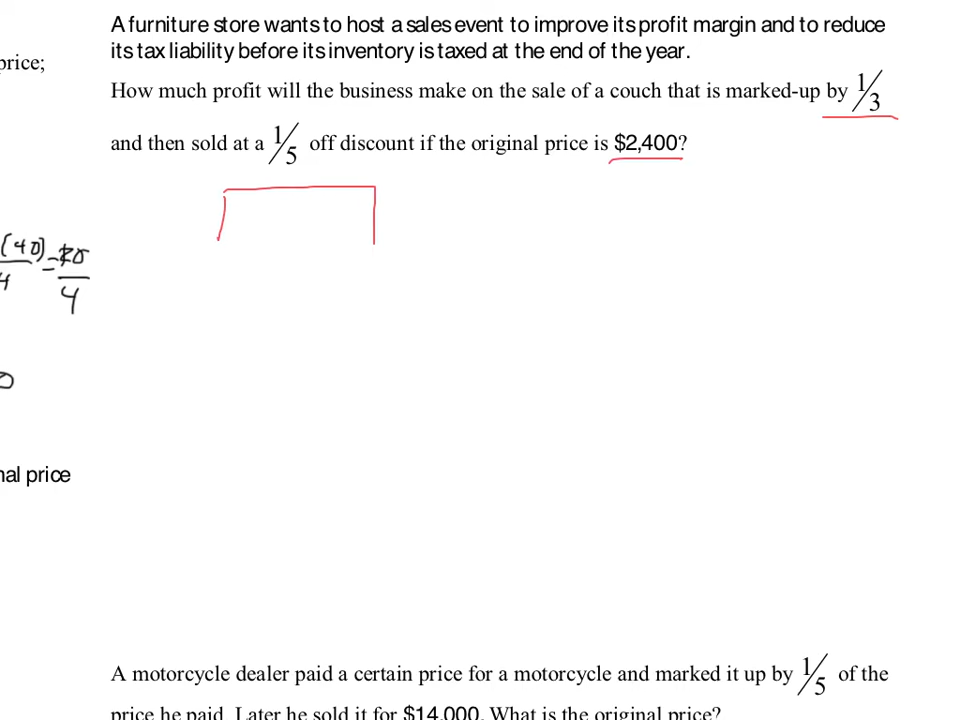 A furniture store wants to host a sales event to improve its profit margin and to reduce
its tax liability before its inventory is taxed at the end of the year.
price;
How much profit will the business make on the sale of a couch that is marked-up by 1/3
and then sold at a 1/5 off discount if the original price is $2,400?
(40)
4
=
4
nal price
A motorcycle dealer paid a certain price for a motorcycle and marked it up by 1/5 of the
price he paid. Later he sold it for $14,000. What is the original price?